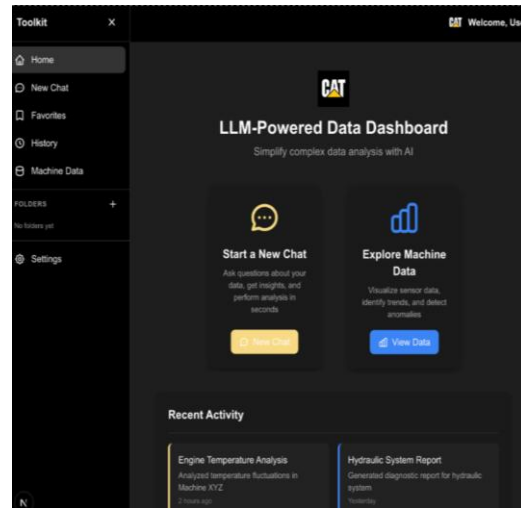 Toolkit
CAT Welcome, Use
Home
New Chat
Favorites
History
Machine Data
FOLDERS
No folders yet
Settings
CAT
LLM-Powered Data Dashboard
Simplify complex data analysis with AI
Start a New Chat
Ask questions about your
data, get insights, and
perform analysis in
seconds
New Chat
Explore Machine
Data
Visualize sensor data,
identify trends, and detect
anomalies
View Data
Recent Activity
Engine Temperature Analysis
Analyzed temperature fluctuations in
Machine XYZ
2 hours ago
Hydraulic System Report
Generated diagnostic report for hydraulic
system
Yesterday
N